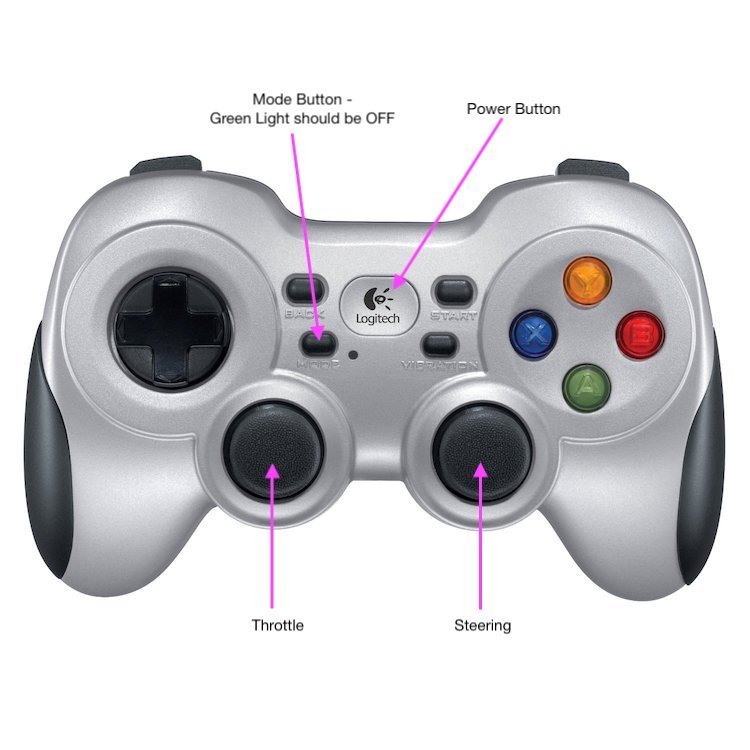 Mode Button -
Green Light should be OFF
Power Button
BACK
Logitech
START
MODE
VIBRATION
Y
X
B
A
Throttle
Steering